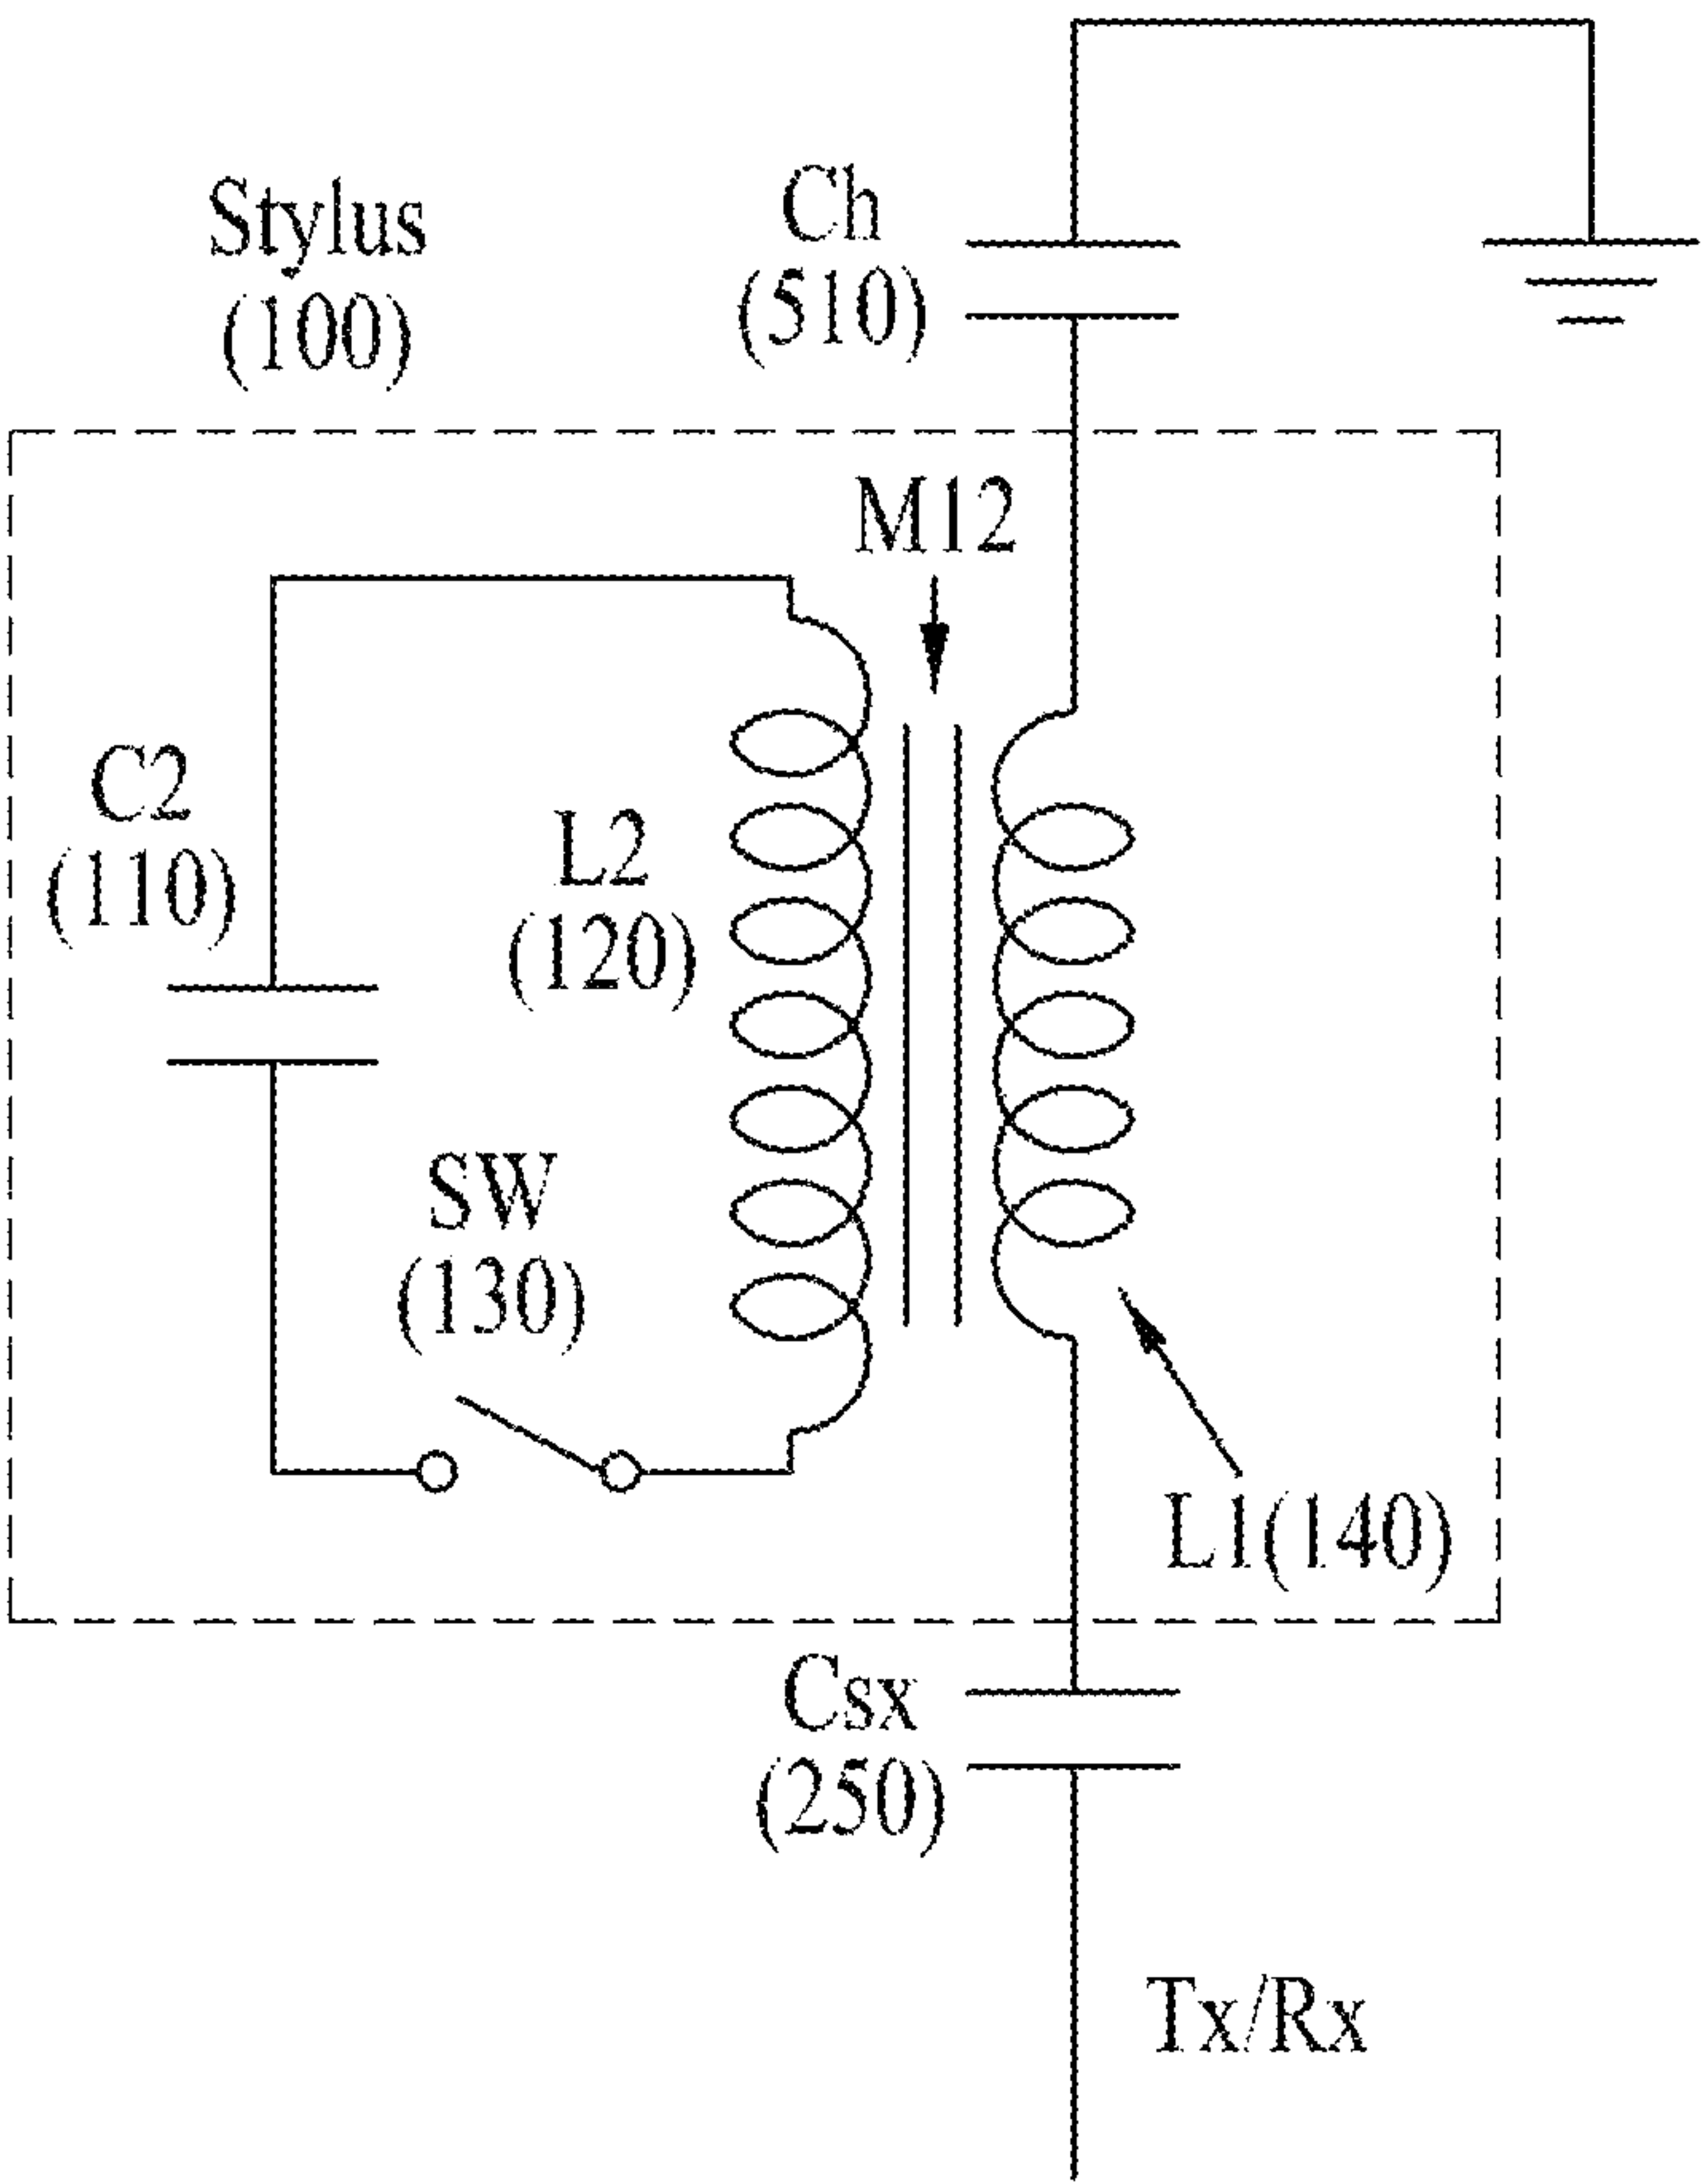 Stylus
(100)
Ch
(510)
M12
C2
(110)
L2
(120)
SW
(130)
L1(140)
Csx
(250)
Tx/Rx